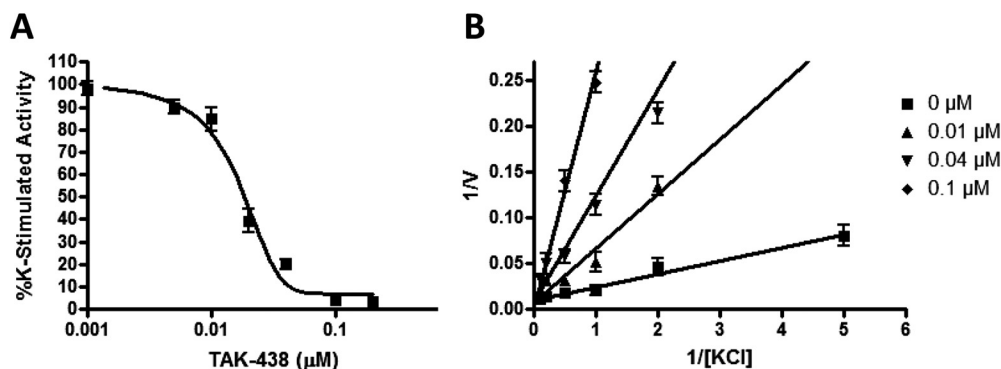 A
%K-Stimulated Activity
110
100
90
80
70
60
50
40
30
20
10
0
0.001
0.01
0.1
TAK-438 (µM)
B
1/V
0.25
0.20
0.15
0.10
0.05
0.00
0
1
2
3
4
5
6
1/[KCl]
0 µM
0.01 µM
0.04 µM
0.1 µM